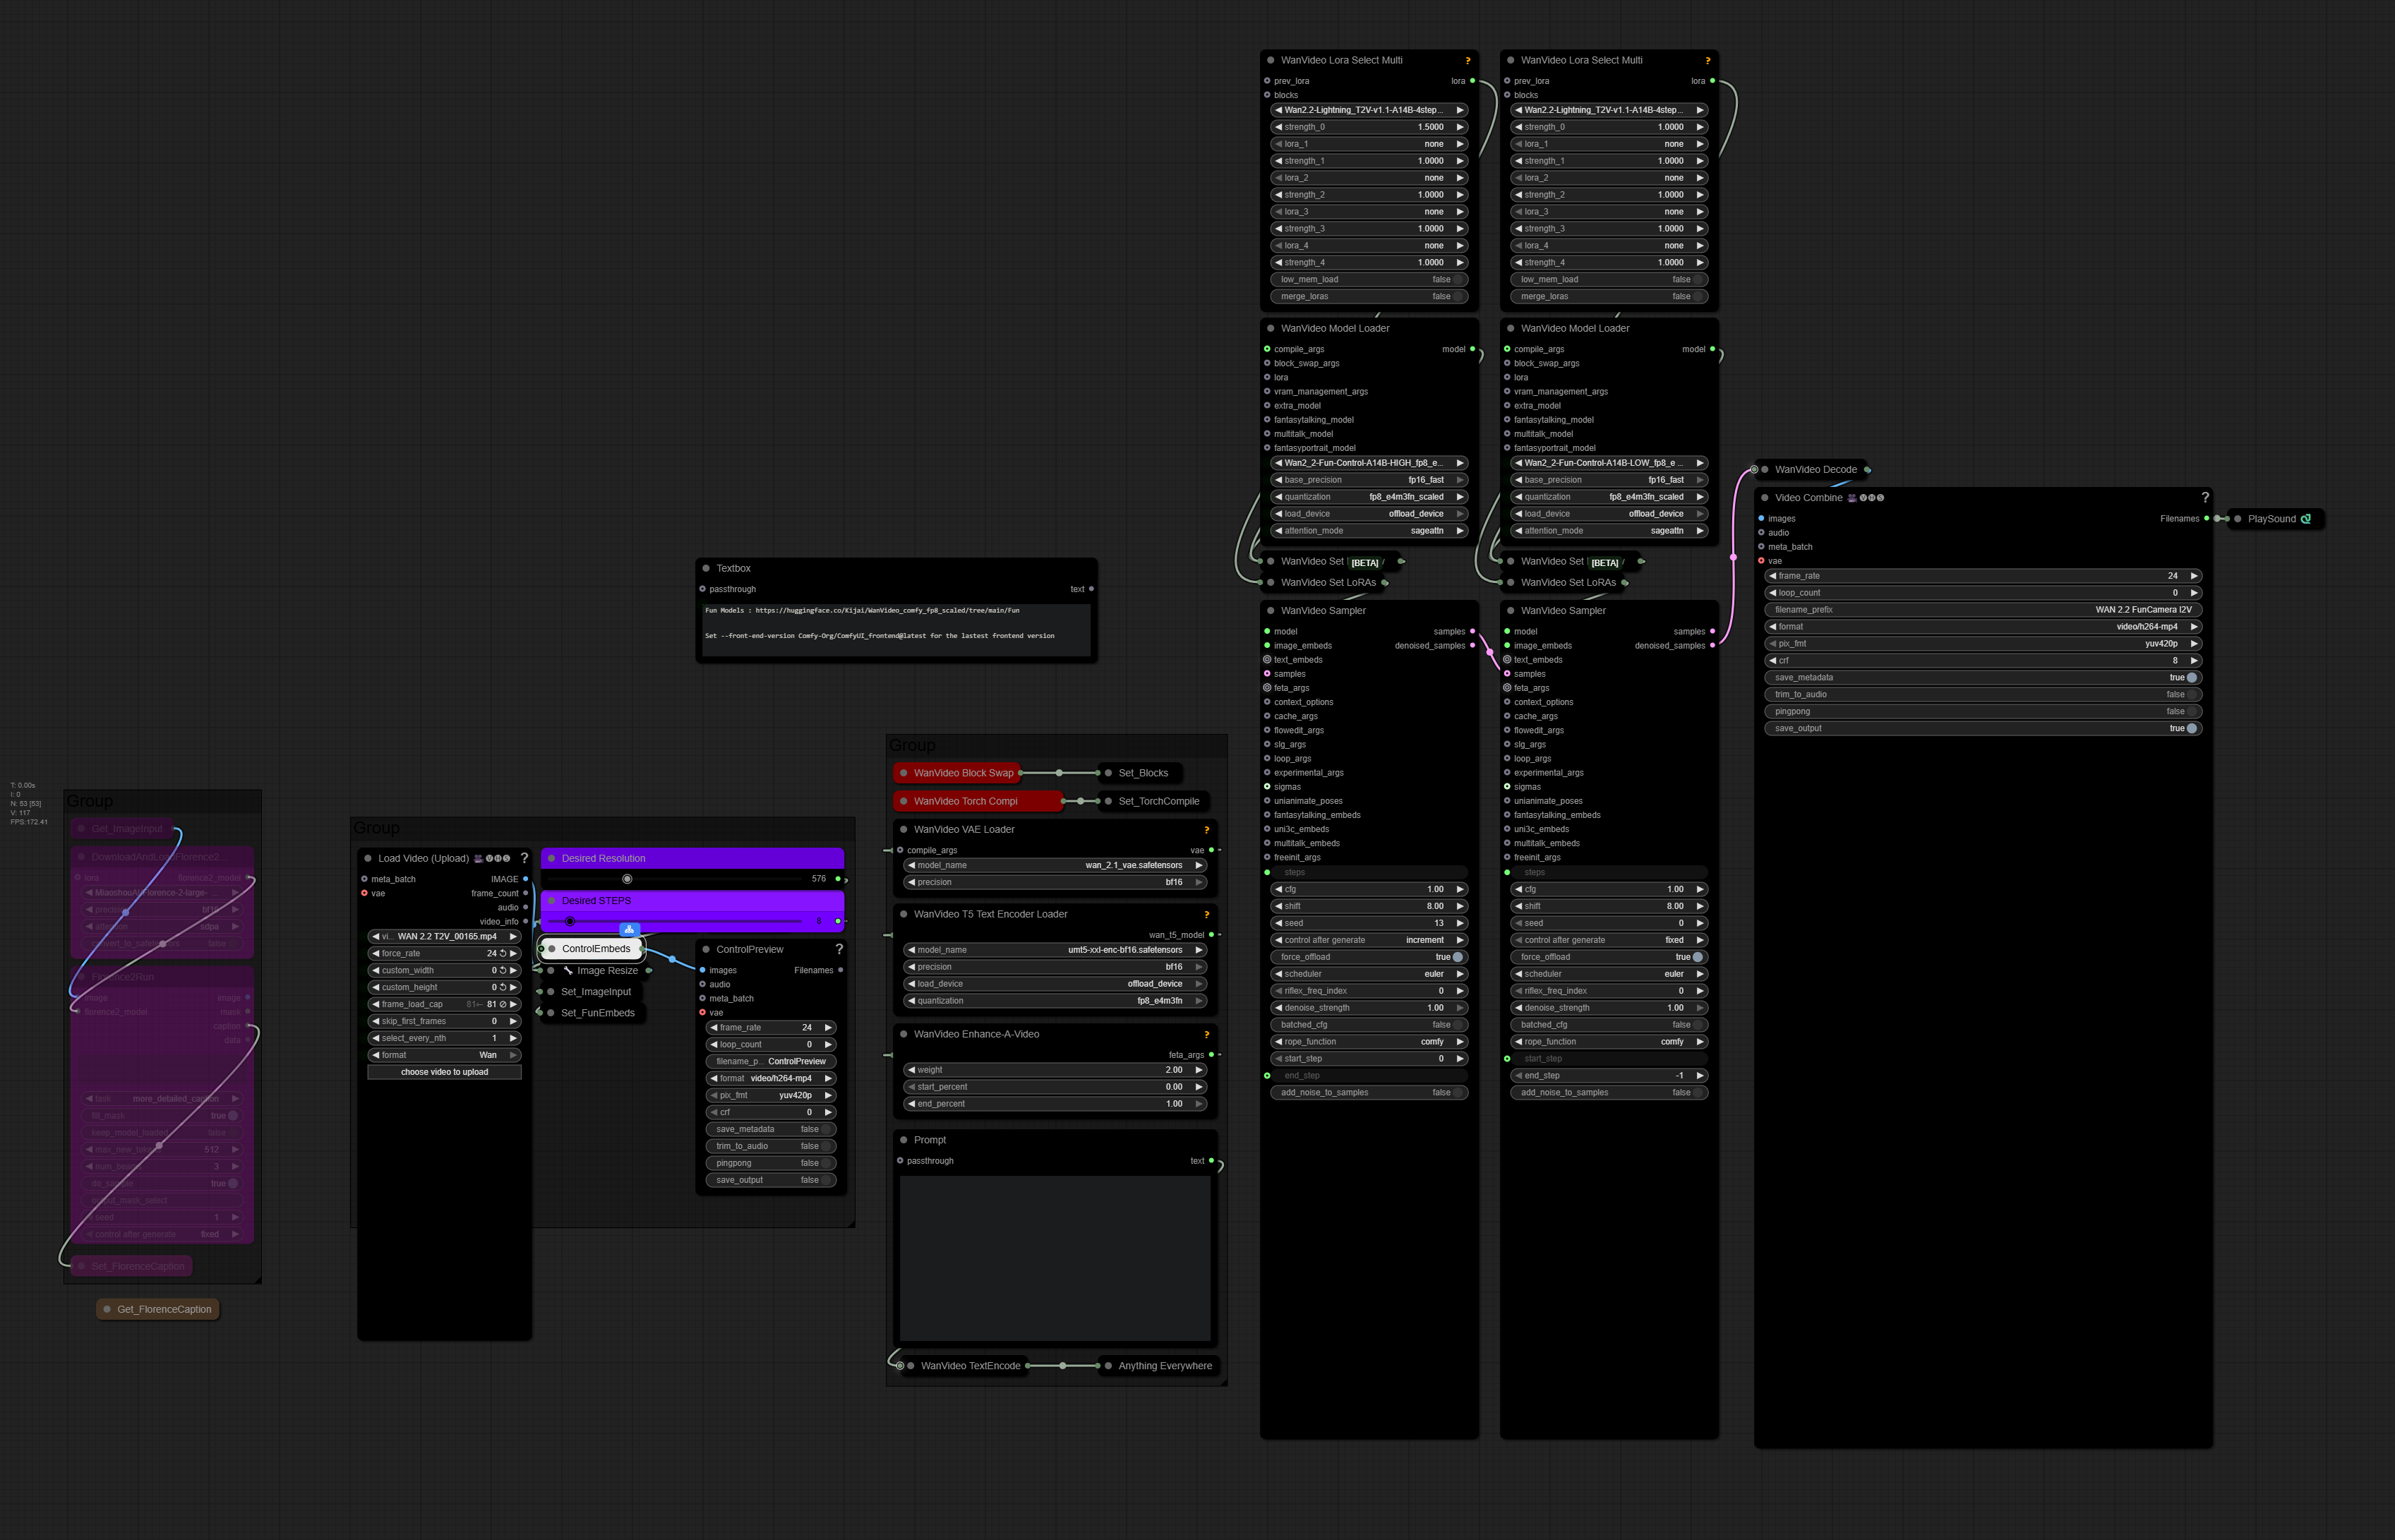 WanVideo Lora Select Multi ?
prev_lora lora
blocks
Wan2.2-Lightning_T2V-v1.1-A14B-4step...
strength_0 1.5000
lora_1 none
strength_1 1.0000
lora_2 none
strength_2 1.0000
lora_3 none
strength_3 1.0000
lora_4 none
strength_4 1.0000
low_mem_load false
merge_loras false
WanVideo Lora Select Multi ?
prev_lora lora
blocks
Wan2.2-Lightning_T2V-v1.1-A14B-4step...
strength_0 1.0000
lora_1 none
strength_1 1.0000
lora_2 none
strength_2 1.0000
lora_3 none
strength_3 1.0000
lora_4 none
strength_4 1.0000
low_mem_load false
merge_loras false
WanVideo Model Loader
compile_args model
block_swap_args
lora
vram_management_args
extra_model
fantasytalking_model
multitalk_model
fantasyportrait_model
Wan2_2-Fun-Control-A14B-HIGH_fp8_e...
base_precision fp16_fast
quantization fp8_e4m3fn_scaled
load_device offload_device
attention_mode sageattn
WanVideo Set [BETA]
WanVideo Set LoRAs
WanVideo Model Loader
compile_args model
block_swap_args
lora
vram_management_args
extra_model
fantasytalking_model
multitalk_model
fantasyportrait_model
Wan2_2-Fun-Control-A14B-LOW_fp8_e ...
base_precision fp16_fast
quantization fp8_e4m3fn_scaled
load_device offload_device
attention_mode sageattn
WanVideo Set [BETA]
WanVideo Set LoRAs
WanVideo Decode
Video Combine ?
images Filenames
audio
meta_batch
vae
frame_rate 24
loop_count 0
filename_prefix WAN 2.2 FunCamera I2V
format video/h264-mp4
pix_fmt yuv420p
crf 8
save_metadata true
trim_to_audio false
pingpong false
save_output true
PlaySound
Textbox
passthrough text
Fun Models : https://huggingface.co/Kijai/WanVideo_comfy_fp8_scaled/tree/main/Fun
Set --front-end-version Comfy-Org/ComfyUI_frontend@latest for the lastest frontend version
WanVideo Sampler
model samples
image_embeds denoised_samples
text_embeds
samples
feta_args
context_options
cache_args
flowedit_args
slg_args
loop_args
experimental_args
sigmas
unianimate_poses
fantasytalking_embeds
uni3c_embeds
multitalk_embeds
freeinit_args
steps
cfg 1.00
shift 8.00
seed 13
control after generate increment
force_offload true
scheduler euler
riflex_freq_index 0
denoise_strength 1.00
batched_cfg false
rope_function comfy
start_step 0
end_step
add_noise_to_samples false
WanVideo Sampler
model samples
image_embeds denoised_samples
text_embeds
samples
feta_args
context_options
cache_args
flowedit_args
slg_args
loop_args
experimental_args
sigmas
unianimate_poses
fantasytalking_embeds
uni3c_embeds
multitalk_embeds
freeinit_args
steps
cfg 1.00
shift 8.00
seed 0
control after generate fixed
force_offload true
scheduler euler
riflex_freq_index 0
denoise_strength 1.00
batched_cfg false
rope_function comfy
start_step
end_step -1
add_noise_to_samples false
T: 0.00s
I: 0
N: 53 [53]
V: 117
FPS:172.41
Group
Get_ImageInput
lora florence2_model
bf16
sdpa
false
Florence2Run
image image
florence2_model mask
caption
data
task more_detailed_caption
fill_mask true
keep_model_loaded false
512
3
do_sample true
output_mask_select
seed 1
control after generate fixed
Set_FlorenceCaption
Get_FlorenceCaption
Group
Load Video (Upload) ?
meta_batch IMAGE
vae frame_count
audio
video_info
vi... WAN 2.2 T2V_00165.mp4
force_rate 24
custom_width 0
custom_height 0
frame_load_cap 81← 81
skip_first_frames 0
select_every_nth 1
format Wan
choose video to upload
Desired Resolution
576
Desired STEPS
8
ControlEmbeds
Image Resize
Set_ImageInput
Set_FunEmbeds
ControlPreview ?
images Filenames
audio
meta_batch
vae
frame_rate 24
loop_count 0
filename_p... ControlPreview
format video/h264-mp4
pix_fmt yuv420p
crf 0
save_metadata false
trim_to_audio false
pingpong false
save_output false
Group
WanVideo Block Swap Set_Blocks
WanVideo Torch Compi Set_TorchCompile
WanVideo VAE Loader ?
compile_args vae
model_name wan_2.1_vae.safetensors
precision bf16
WanVideo T5 Text Encoder Loader ?
wan_t5_model
model_name umt5-xxl-enc-bf16.safetensors
precision bf16
load_device offload_device
quantization fp8_e4m3fn
WanVideo Enhance-A-Video ?
feta_args
weight 2.00
start_percent 0.00
end_percent 1.00
Prompt
passthrough text
WanVideo TextEncode Anything Everywhere